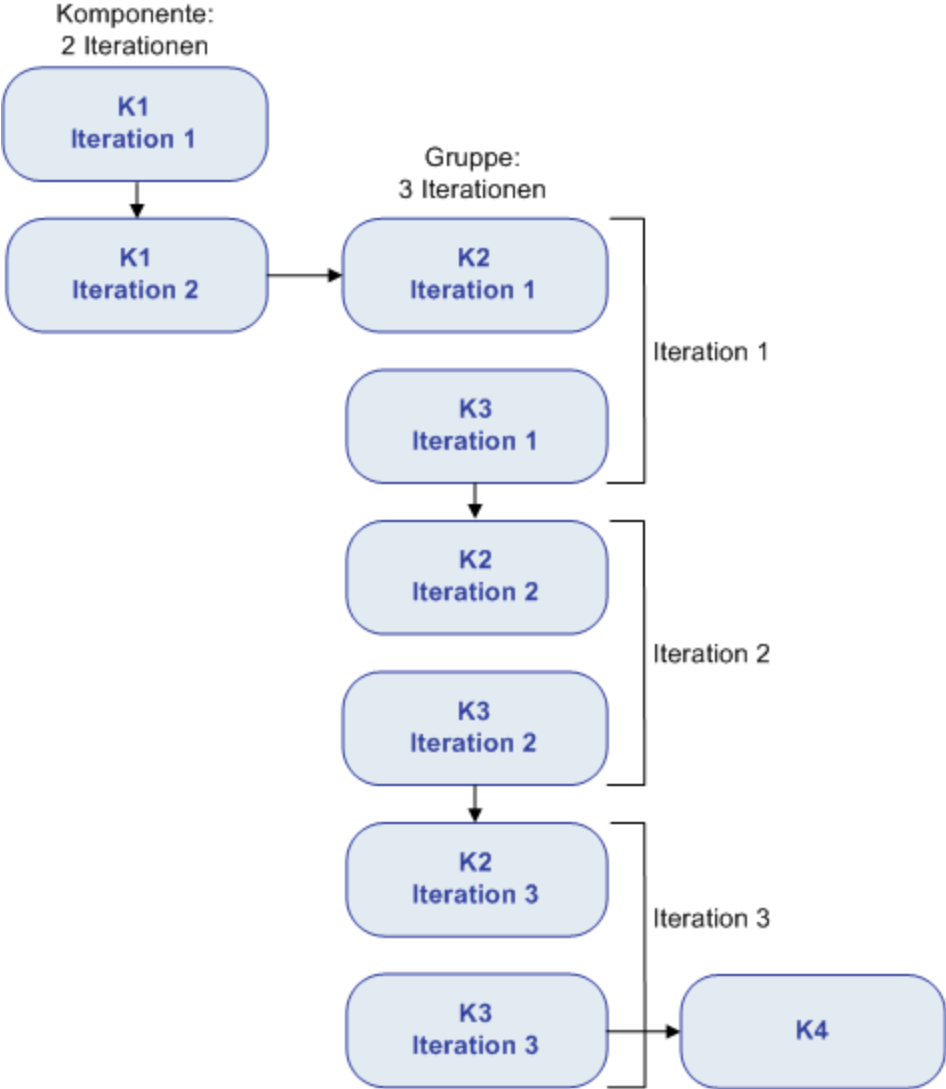 Komponente:
2 Iterationen
K1
Iteration 1
K1
Iteration 2
Gruppe:
3 Iterationen
K2
Iteration 1
K3
Iteration 1
Iteration 1
K2
Iteration 2
K3
Iteration 2
Iteration 2
K2
Iteration 3
K3
Iteration 3
Iteration 3
K4